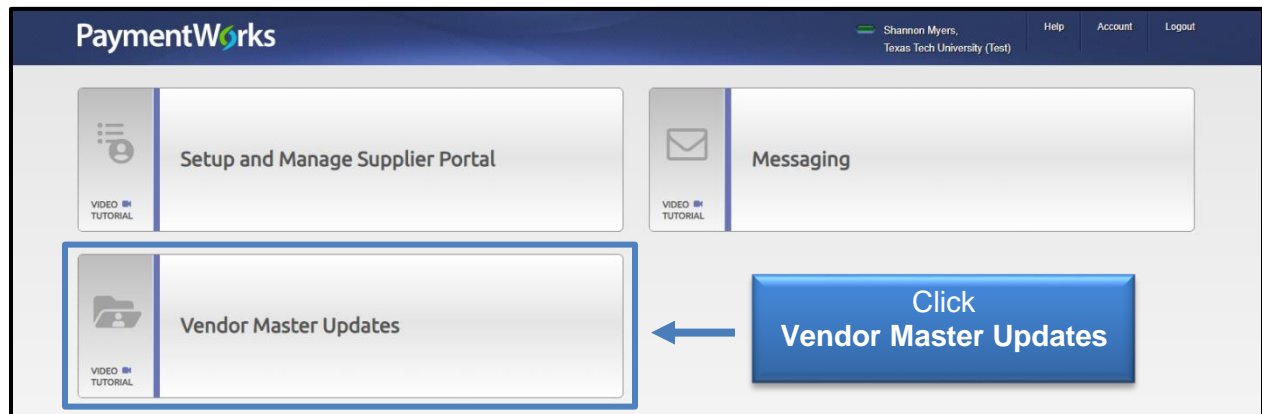 PaymentWorks
Shannon Myers,
Texas Tech University (Test)
Help
Account
Logout
Setup and Manage Supplier Portal
VIDEO
TUTORIAL
Messaging
VIDEO
TUTORIAL
Vendor Master Updates
VIDEO
TUTORIAL
Click
Vendor Master Updates